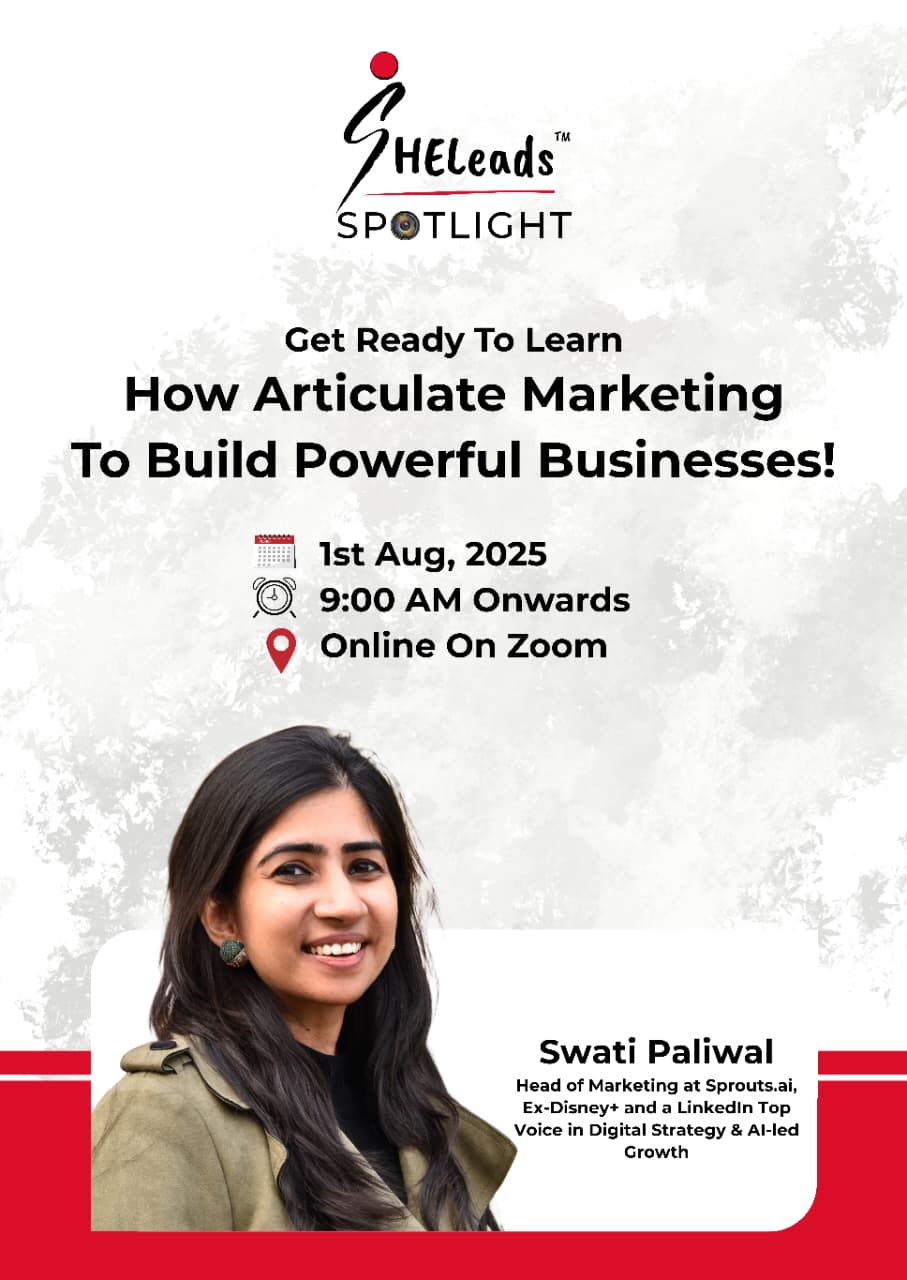 SHELeads™
SPOTLIGHT
Get Ready To Learn
How Articulate Marketing
To Build Powerful Businesses!
1st Aug, 2025
9:00 AM Onwards
Online On Zoom
Swati Paliwal
Head of Marketing at Sprouts.ai,
Ex-Disney+ and a LinkedIn Top
Voice in Digital Strategy & AI-led
Growth